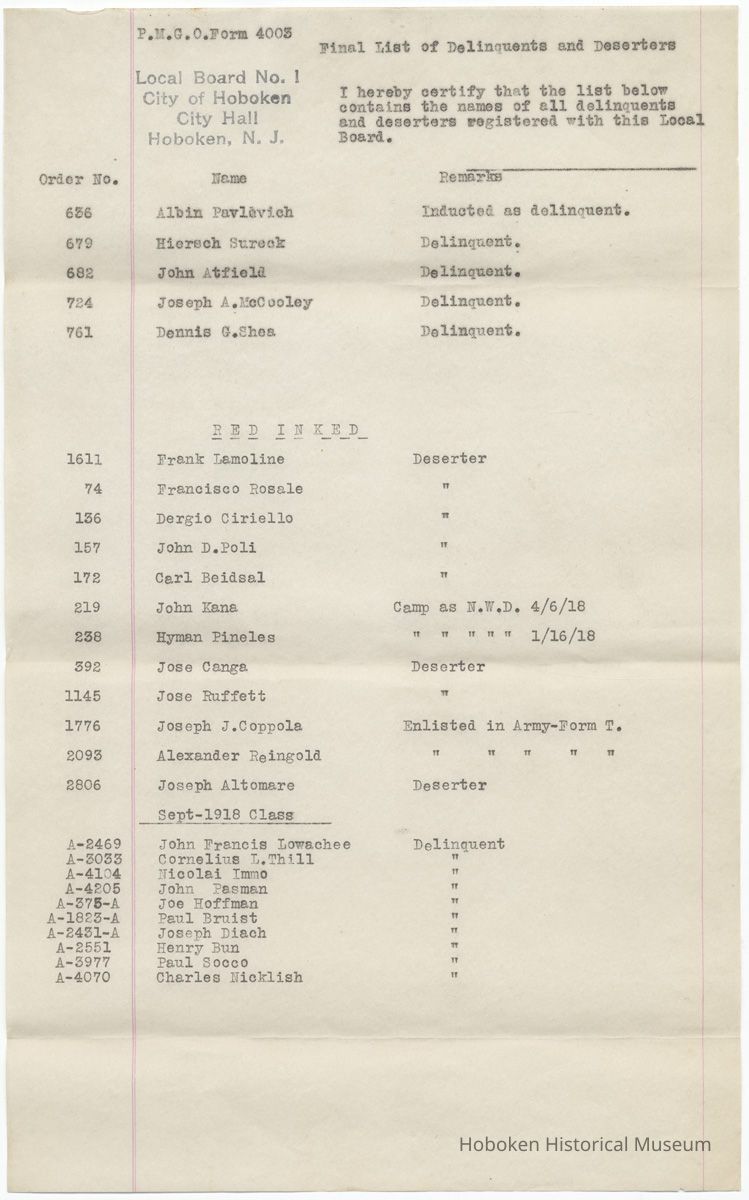 P.M.G.O.Form 4003
Final List of Delinquents and Deserters
Local Board No. 1
City of Hoboken
City Hall
Hoboken, N. J.
I hereby certify that the list below
contains the names of all delinquents
and deserters registered with this Local
Board.
Order No. Name Remarks
636 Albin Pavlevich Inducted as delinquent.
679 Hiersch Sureck Delinquent.
682 John Atfield Delinquent.
724 Joseph A.McCooley Delinquent.
761 Dennis G.Shea Delinquent.
R E D I N K E D
1611 Frank Lamoline Deserter
74 Francisco Rosale "
136 Dergio Ciriello "
157 John D.Poli "
172 Carl Beidsal "
219 John Kana Camp as N.W.D. 4/6/18
238 Hyman Pineles " " " " " 1/16/18
392 Jose Canga Deserter
1145 Jose Ruffett "
1776 Joseph J.Coppola Enlisted in Army-Form T.
2093 Alexander Reingold " " " " "
2806 Joseph Altomare Deserter
Sept-1918 Class
A-2469 John Francis Lowachee Delinquent
A-3033 Cornelius L.Thill "
A-4104 Nicolai Immo "
A-4205 John Pasman "
A-375-A Joe Hoffman "
A-1823-A Paul Bruist "
A-2431-A Joseph Diach "
A-2551 Henry Bun "
A-3977 Paul Socco "
A-4070 Charles Nicklish "
Hoboken Historical Museum